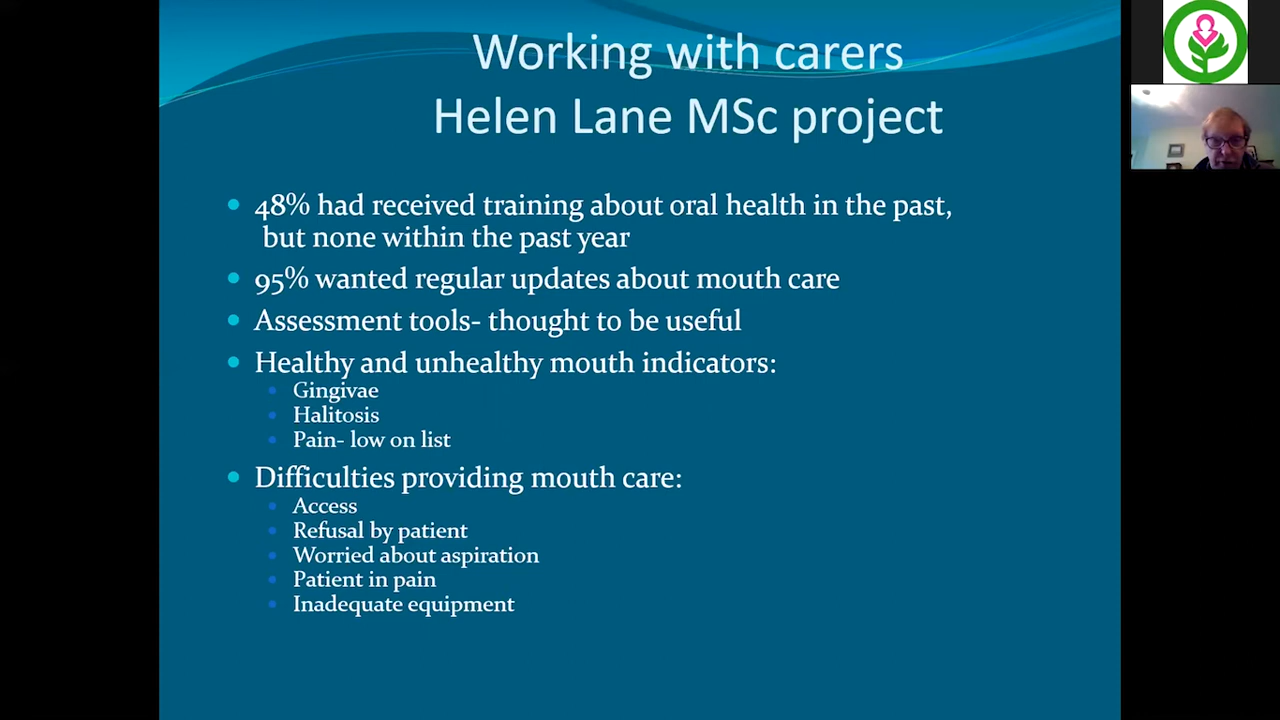 Working with carers
Helen Lane MSc project
• 48% had received training about oral health in the past,
but none within the past year
• 95% wanted regular updates about mouth care
• Assessment tools- thought to be useful
• Healthy and unhealthy mouth indicators:
• Gingivae
• Halitosis
• Pain- low on list
• Difficulties providing mouth care:
• Access
• Refusal by patient
• Worried about aspiration
• Patient in pain
• Inadequate equipment